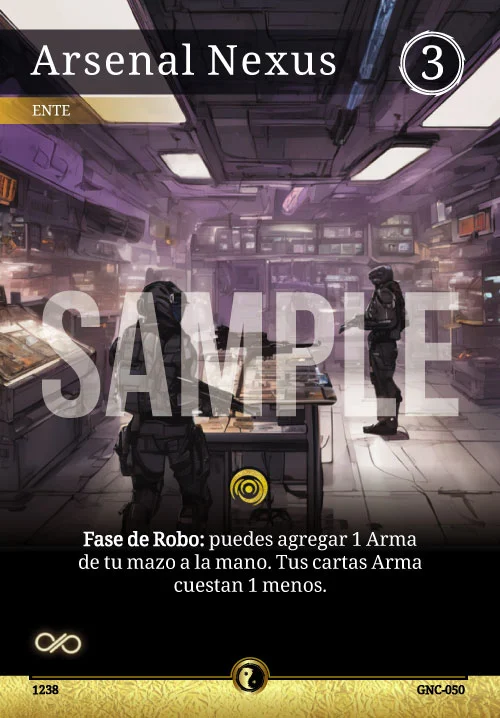 Arsenal Nexus
3
ENTE
SAMPLE
Fase de Robo: puedes agregar 1 Arma
de tu mazo a la mano. Tus cartas Arma
cuestan 1 menos.
1238
GNC-050